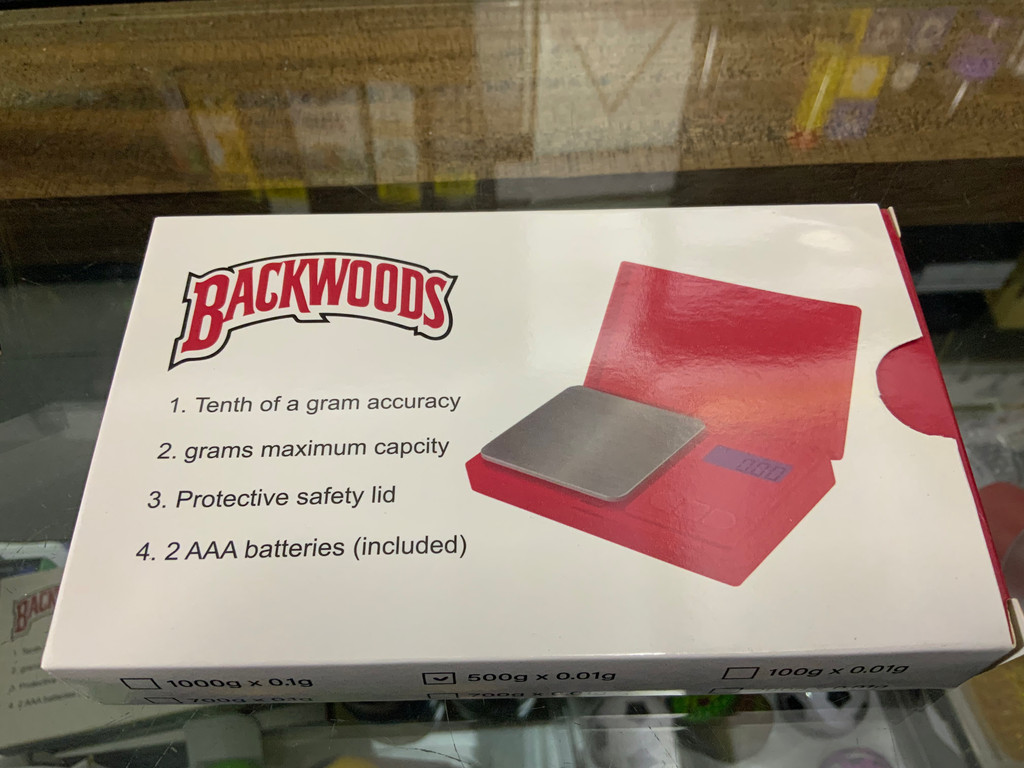 BACKWOODS
1. Tenth of a gram accuracy
2. grams maximum capcity
3. Protective safety lid
4. 2 AAA batteries (included)
1000g x 0.1g
500g x 0.01g
100g x 0.01g